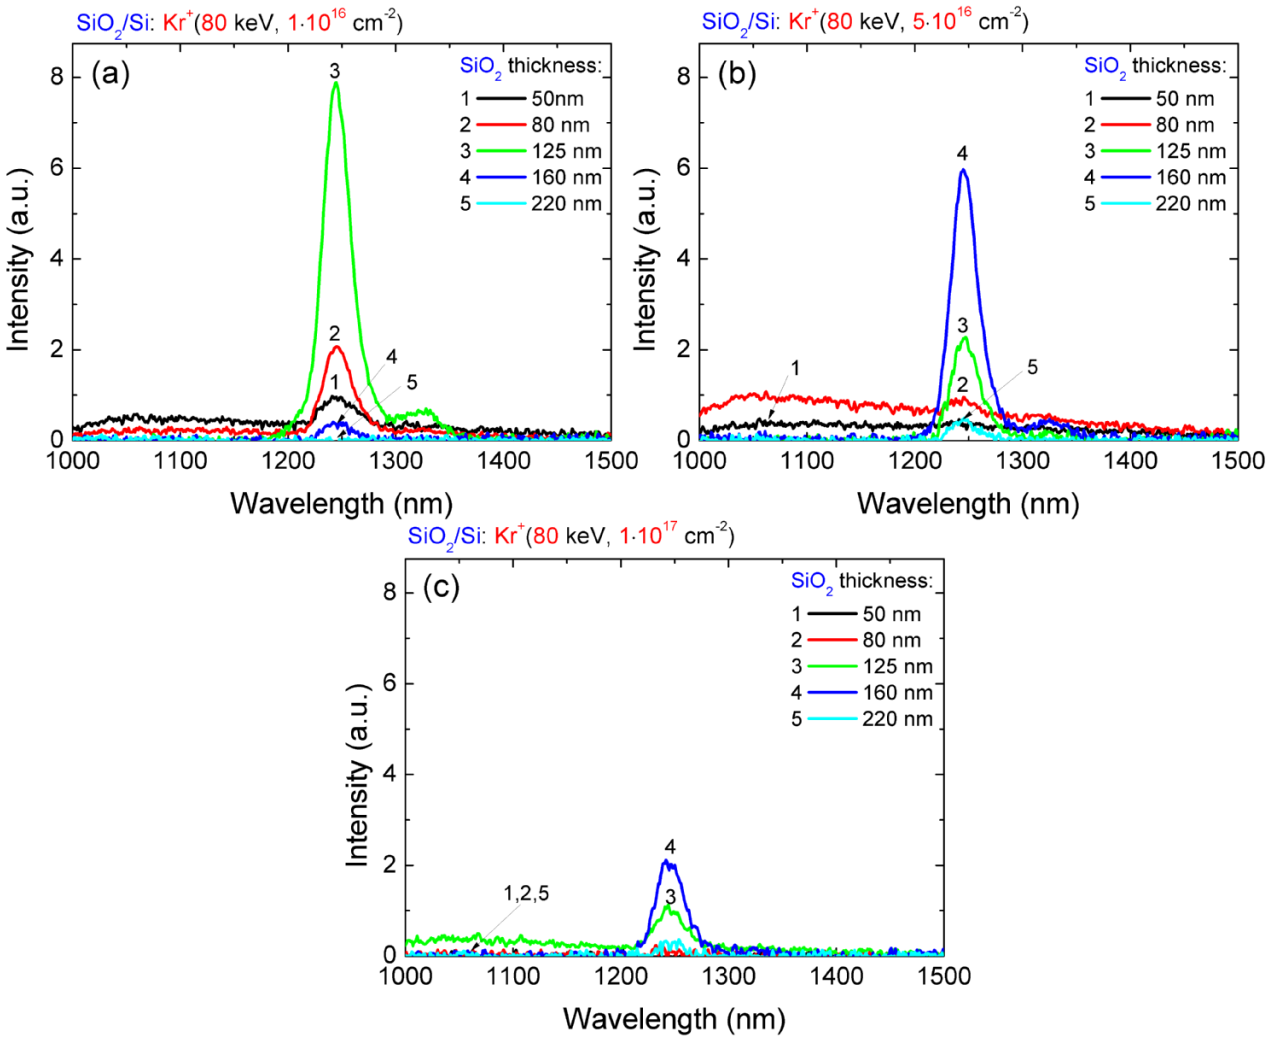 SiO₂/Si: Kr⁺(80 keV, 1·10¹⁶ cm⁻²)
(a)
SiO₂ thickness:
1 50nm
2 80 nm
3 125 nm
4 160 nm
5 220 nm
3
2
1
4
5
8
6
4
2
0
Intensity (a.u.)
1000 1100 1200 1300 1400 1500
Wavelength (nm)
SiO₂/Si: Kr⁺(80 keV, 5·10¹⁶ cm⁻²)
(b)
SiO₂ thickness:
1 50 nm
2 80 nm
3 125 nm
4 160 nm
5 220 nm
4
3
2
1
5
8
6
4
2
0
Intensity (a.u.)
1000 1100 1200 1300 1400 1500
Wavelength (nm)
SiO₂/Si: Kr⁺(80 keV, 1·10¹⁷ cm⁻²)
(c)
SiO₂ thickness:
1 50 nm
2 80 nm
3 125 nm
4 160 nm
5 220 nm
4
3
1,2,5
8
6
4
2
0
Intensity (a.u.)
1000 1100 1200 1300 1400 1500
Wavelength (nm)